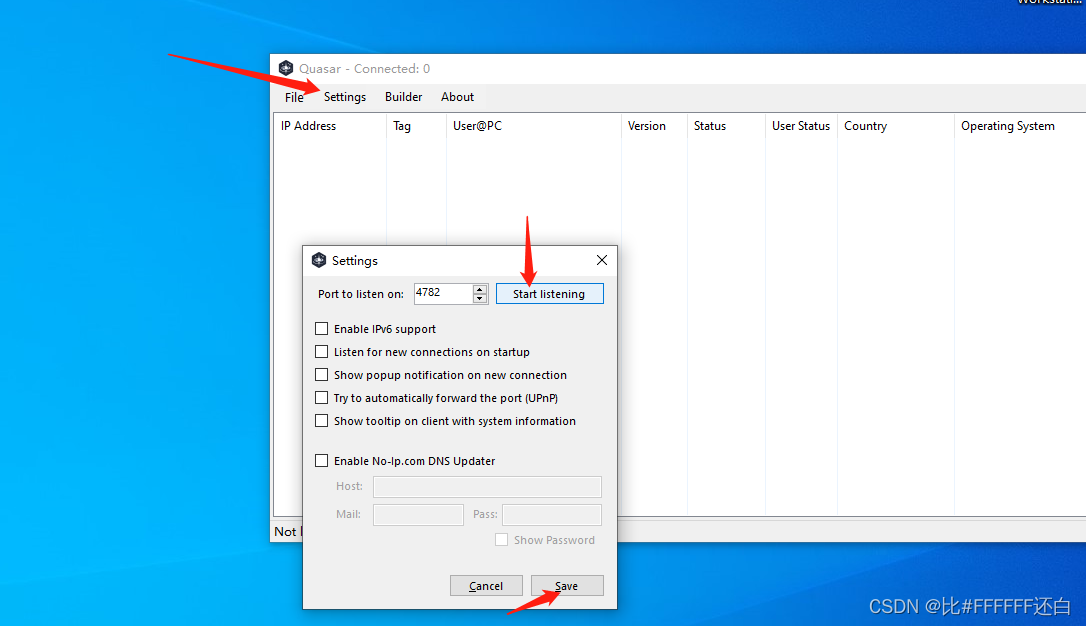 Workstati...
Quasar - Connected: 0
File Settings Builder About
IP Address Tag User@PC Version Status User Status Country Operating System
Settings
Port to listen on: 4782 Start listening
Enable IPv6 support
Listen for new connections on startup
Show popup notification on new connection
Try to automatically forward the port (UPnP)
Show tooltip on client with system information
Enable No-Ip.com DNS Updater
Host:
Mail: Pass:
Not l
Show Password
Cancel Save
CSDN @比#FFFFFF还白